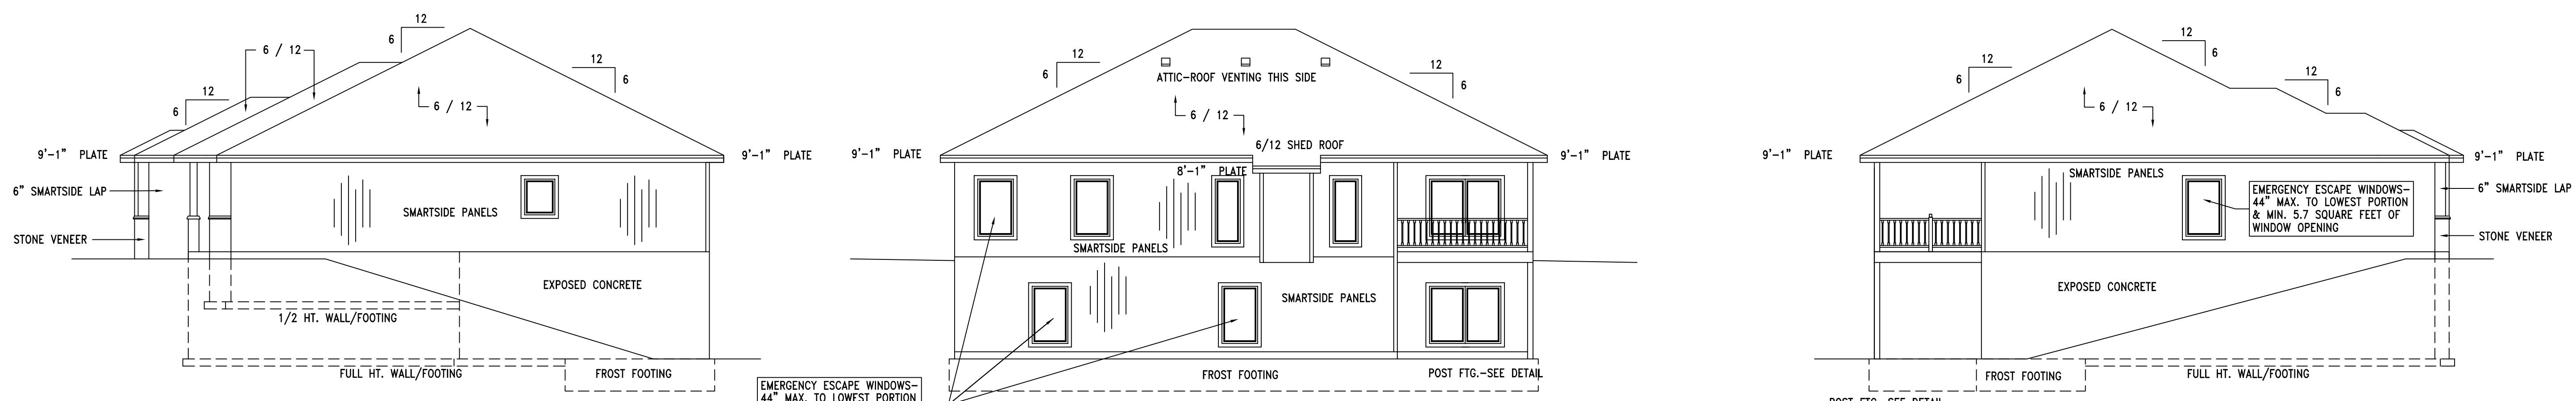 12
6
6 / 12
12
6
6 / 12
12
6
9'-1" PLATE
9'-1" PLATE
6" SMARTSIDE LAP
SMARTSIDE PANELS
STONE VENEER
EXPOSED CONCRETE
1/2 HT. WALL/FOOTING
FULL HT. WALL/FOOTING
FROST FOOTING
12
6
ATTIC-ROOF VENTING THIS SIDE
12
6
6 / 12
6/12 SHED ROOF
9'-1" PLATE
9'-1" PLATE
8'-1" PLATE
SMARTSIDE PANELS
SMARTSIDE PANELS
FROST FOOTING
POST FTG.-SEE DETAIL
EMERGENCY ESCAPE WINDOWS-
44" MAX. TO LOWEST PORTION
12
6
12
6
12
6
6 / 12
9'-1" PLATE
9'-1" PLATE
SMARTSIDE PANELS
EMERGENCY ESCAPE WINDOWS-
44" MAX. TO LOWEST PORTION
& MIN. 5.7 SQUARE FEET OF
WINDOW OPENING
6" SMARTSIDE LAP
STONE VENEER
EXPOSED CONCRETE
FROST FOOTING
FULL HT. WALL/FOOTING
POST FTG.-SEE DETAIL